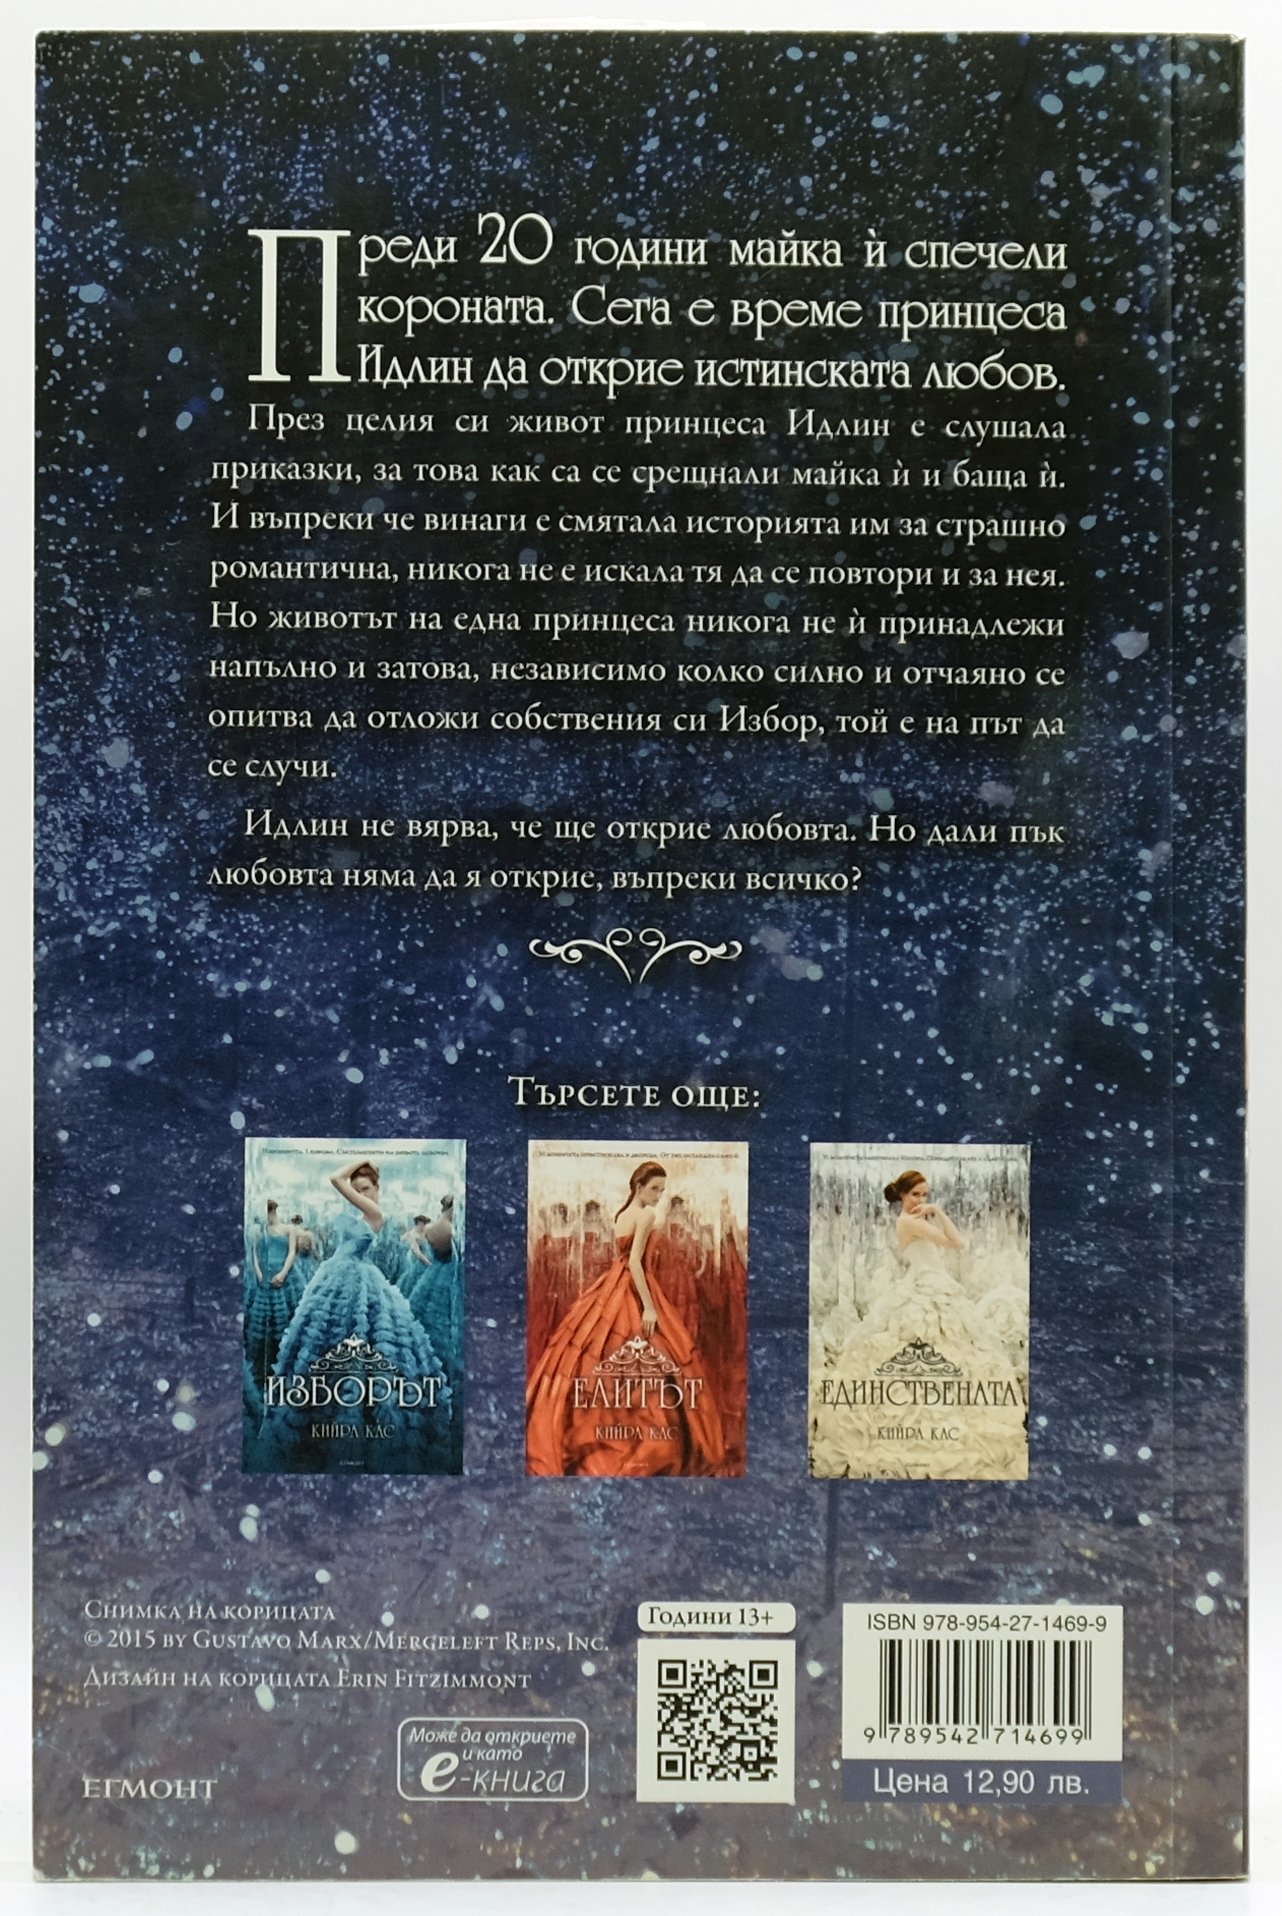 Преди 20 години майка ѝ спечели
короната. Сега е време принцеса
Идлин да открие истинската любов.
През целия си живот принцеса Идлин е слушала
приказки, за това как са се срещнали майка ѝ и баща ѝ.
И въпреки че винаги е смятала историята им за страшно
романтична, никога не е искала тя да се повтори и за нея.
Но животът на една принцеса никога не ѝ принадлежи
напълно и затова, независимо колко силно и отчаяно се
опитва да отложи собствения си Избор, той е на път да
се случи.
Идлин не вярва, че ще открие любовта. Но дали пък
любовта няма да я открие, въпреки всичко?
Търсете още:
ИЗБОРЪТ
КИЙРА КАС
ЕЛИТЪТ
КИЙРА КАС
ЕДИНСТВЕНАТА
КИЙРА КАС
Снимка на корицата
© 2015 by Gustavo Marx/Mergeleft Reps, Inc.
Дизайн на корицата Erin Fitzimmont
ЕГМОНТ
Може да откриете
и като
е-книга
Години 13+
ISBN 978-954-27-1469-9
9 789542 714699
Цена 12,90 лв.